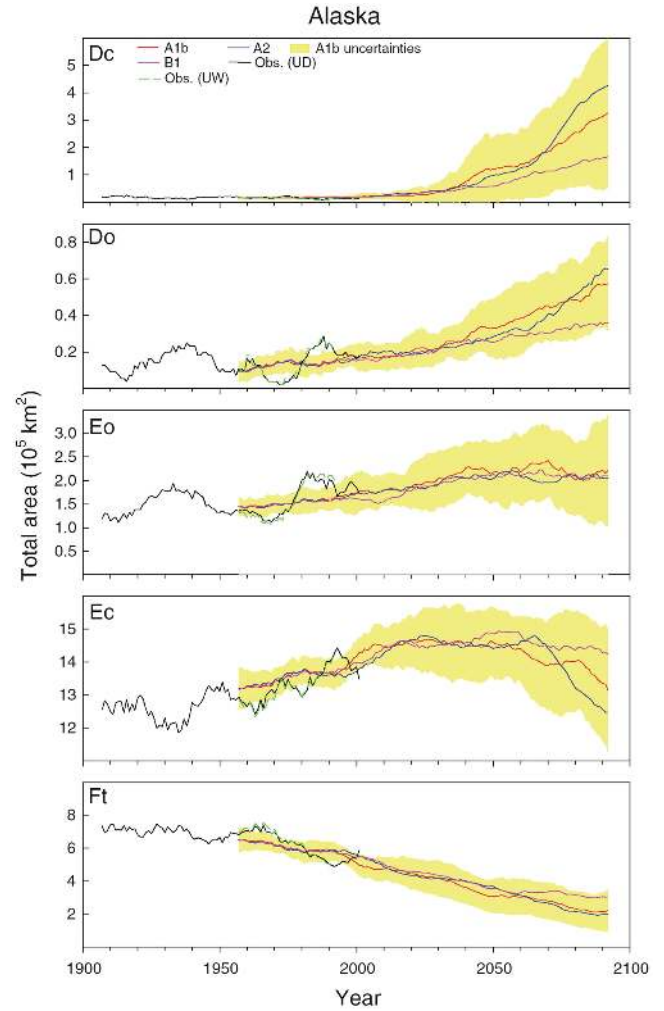 Alaska
Dc
A1b
A2
A1b uncertainties
B1
Obs. (UD)
Obs. (UW)
5
4
3
2
1
Do
0.8
0.6
0.4
0.2
Eo
3.0
2.5
2.0
1.5
1.0
0.5
Total area (10⁵ km²)
Ec
15
14
13
12
Ft
8
6
4
2
1900
1950
2000
2050
2100
Year